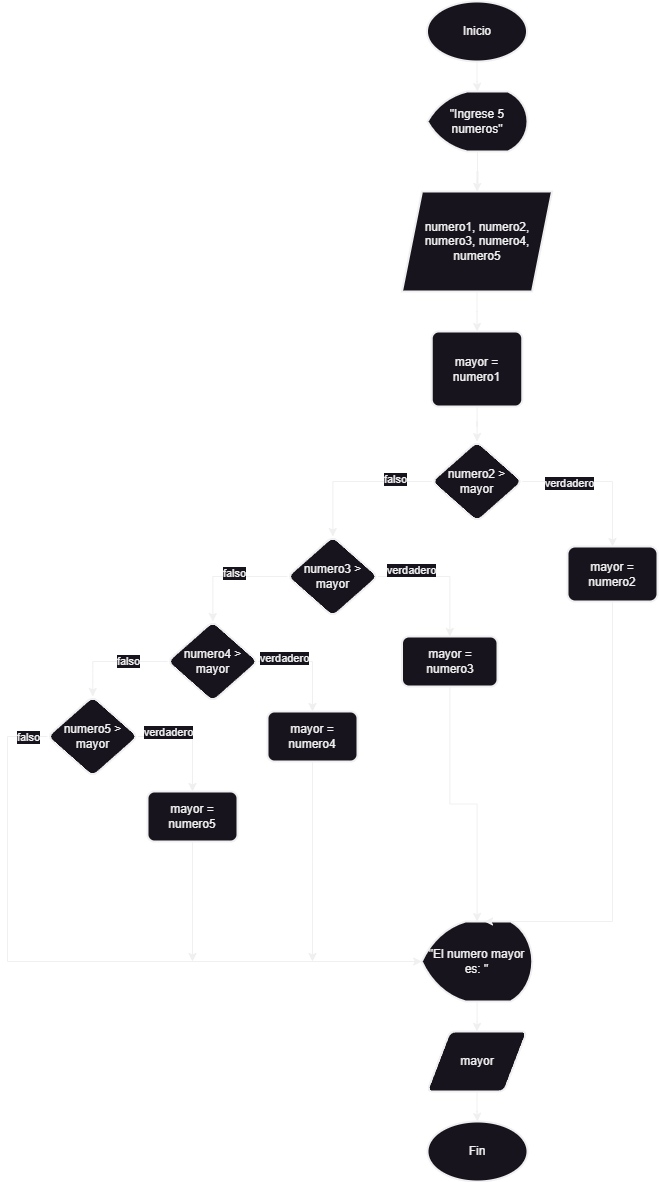 Inicio
"Ingrese 5
numeros"
numero1, numero2,
numero3, numero4,
numero5
mayor =
numero1
numero2 >
mayor
falso
verdadero
mayor =
numero2
numero3 >
mayor
falso
verdadero
mayor =
numero3
numero4 >
mayor
falso
verdadero
mayor =
numero4
numero5 >
mayor
falso
verdadero
mayor =
numero5
"El numero mayor
es: "
mayor
Fin